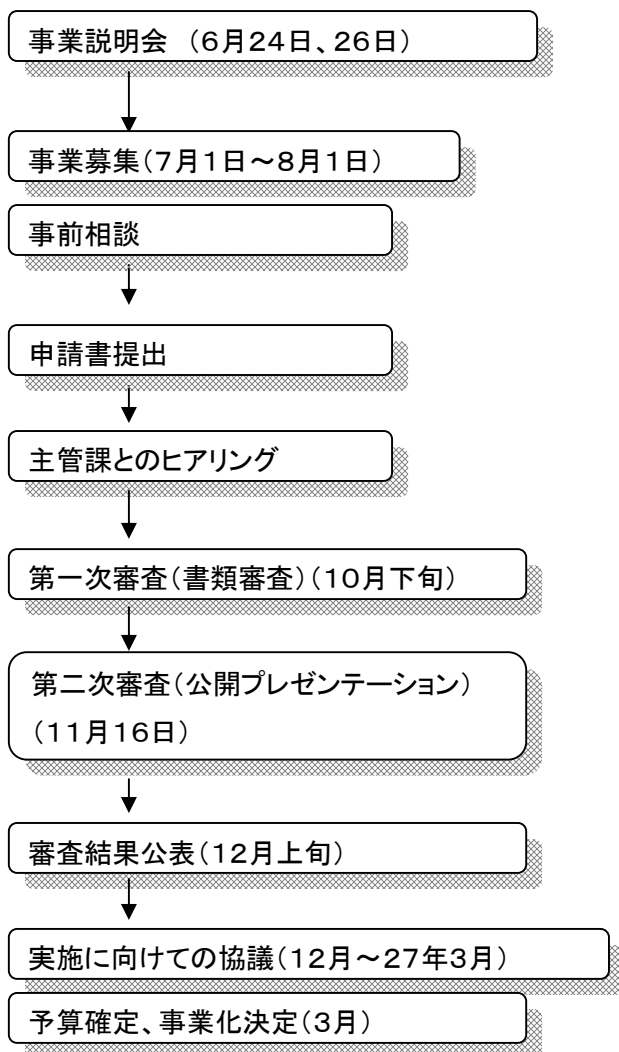 事業説明会 (6月24日、26日)
事業募集(7月1日～8月1日)
事前相談
申請書提出
主管課とのヒアリング
第一次審査(書類審査)(10月下旬)
第二次審査(公開プレゼンテーション)
(11月16日)
審査結果公表(12月上旬)
実施に向けての協議(12月～27年3月)
予算確定、事業化決定(3月)